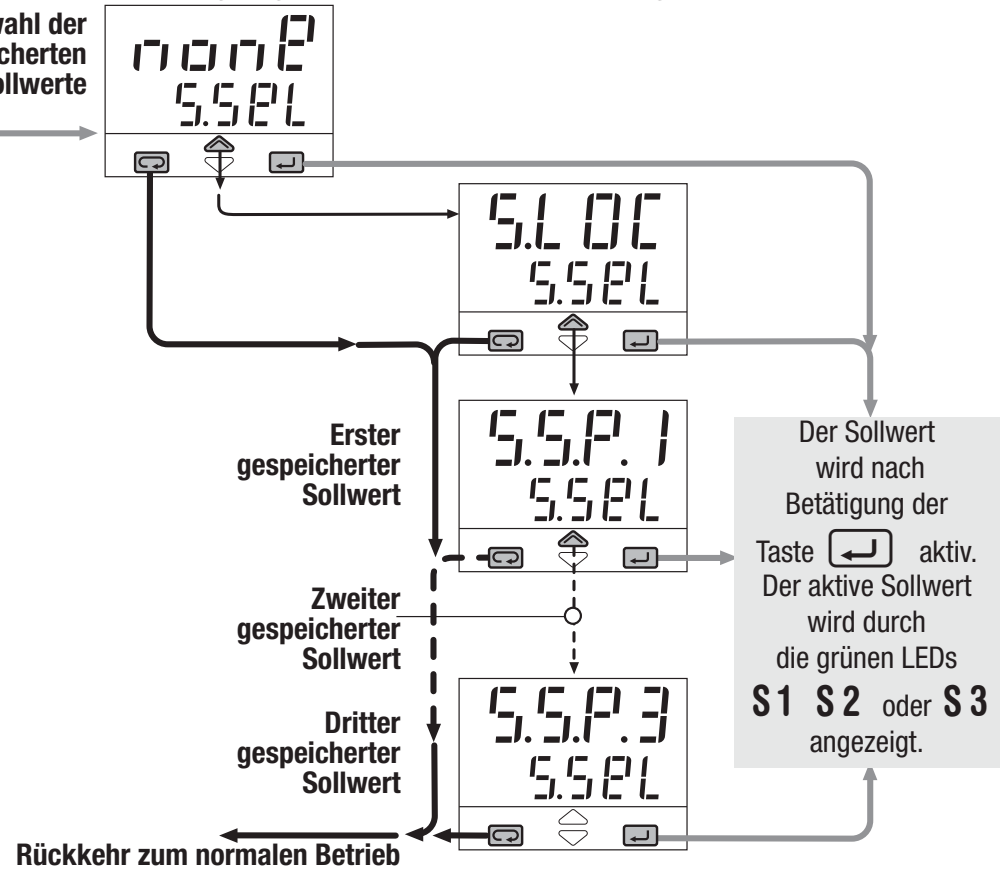 wahl der
cherten
ollwerte
nonE
S.SEL
S.LOC
S.SEL
Erster
gespeicherter
Sollwert
S.S.P.1
S.SEL
Zweiter
gespeicherter
Sollwert
Dritter
gespeicherter
Sollwert
S.S.P.3
S.SEL
Rückkehr zum normalen Betrieb
Der Sollwert
wird nach
Betätigung der
Taste aktiv.
Der aktive Sollwert
wird durch
die grünen LEDs
S1 S2 oder S3
angezeigt.